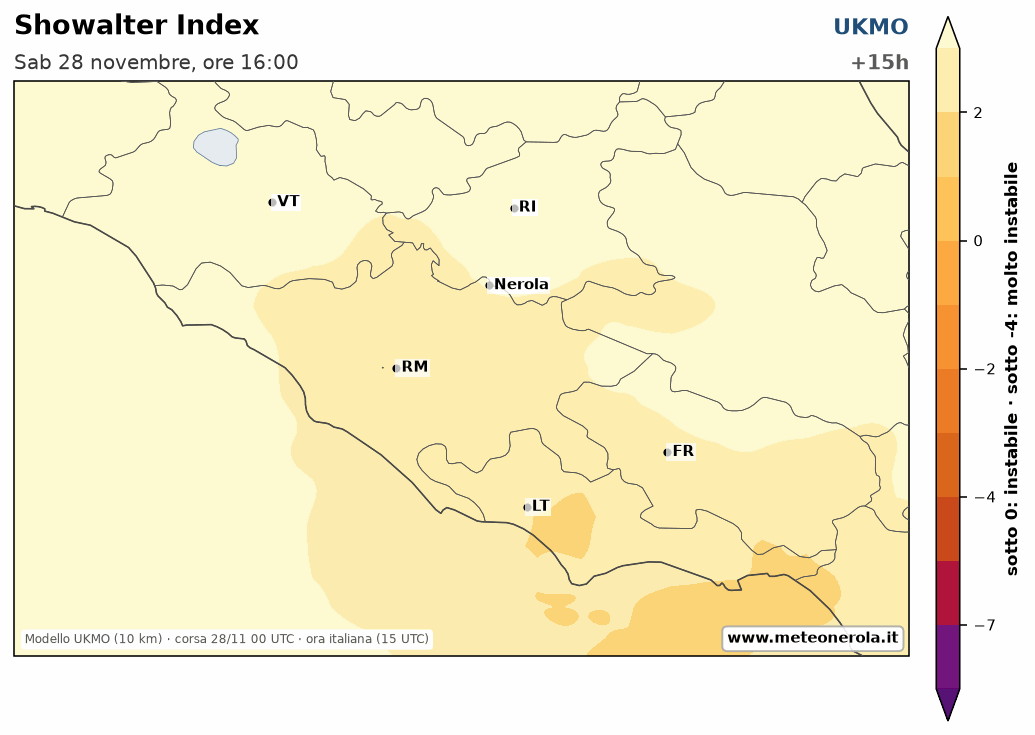 Showalter Index
UKMO
Sab 28 novembre, ore 16:00
+15h
VT
RI
Nerola
RM
FR
LT
Modello UKMO (10 km) · corsa 28/11 00 UTC · ora italiana (15 UTC)
www.meteonerola.it
2
0
−2
−4
−7
sotto 0: instabile · sotto -4: molto instabile